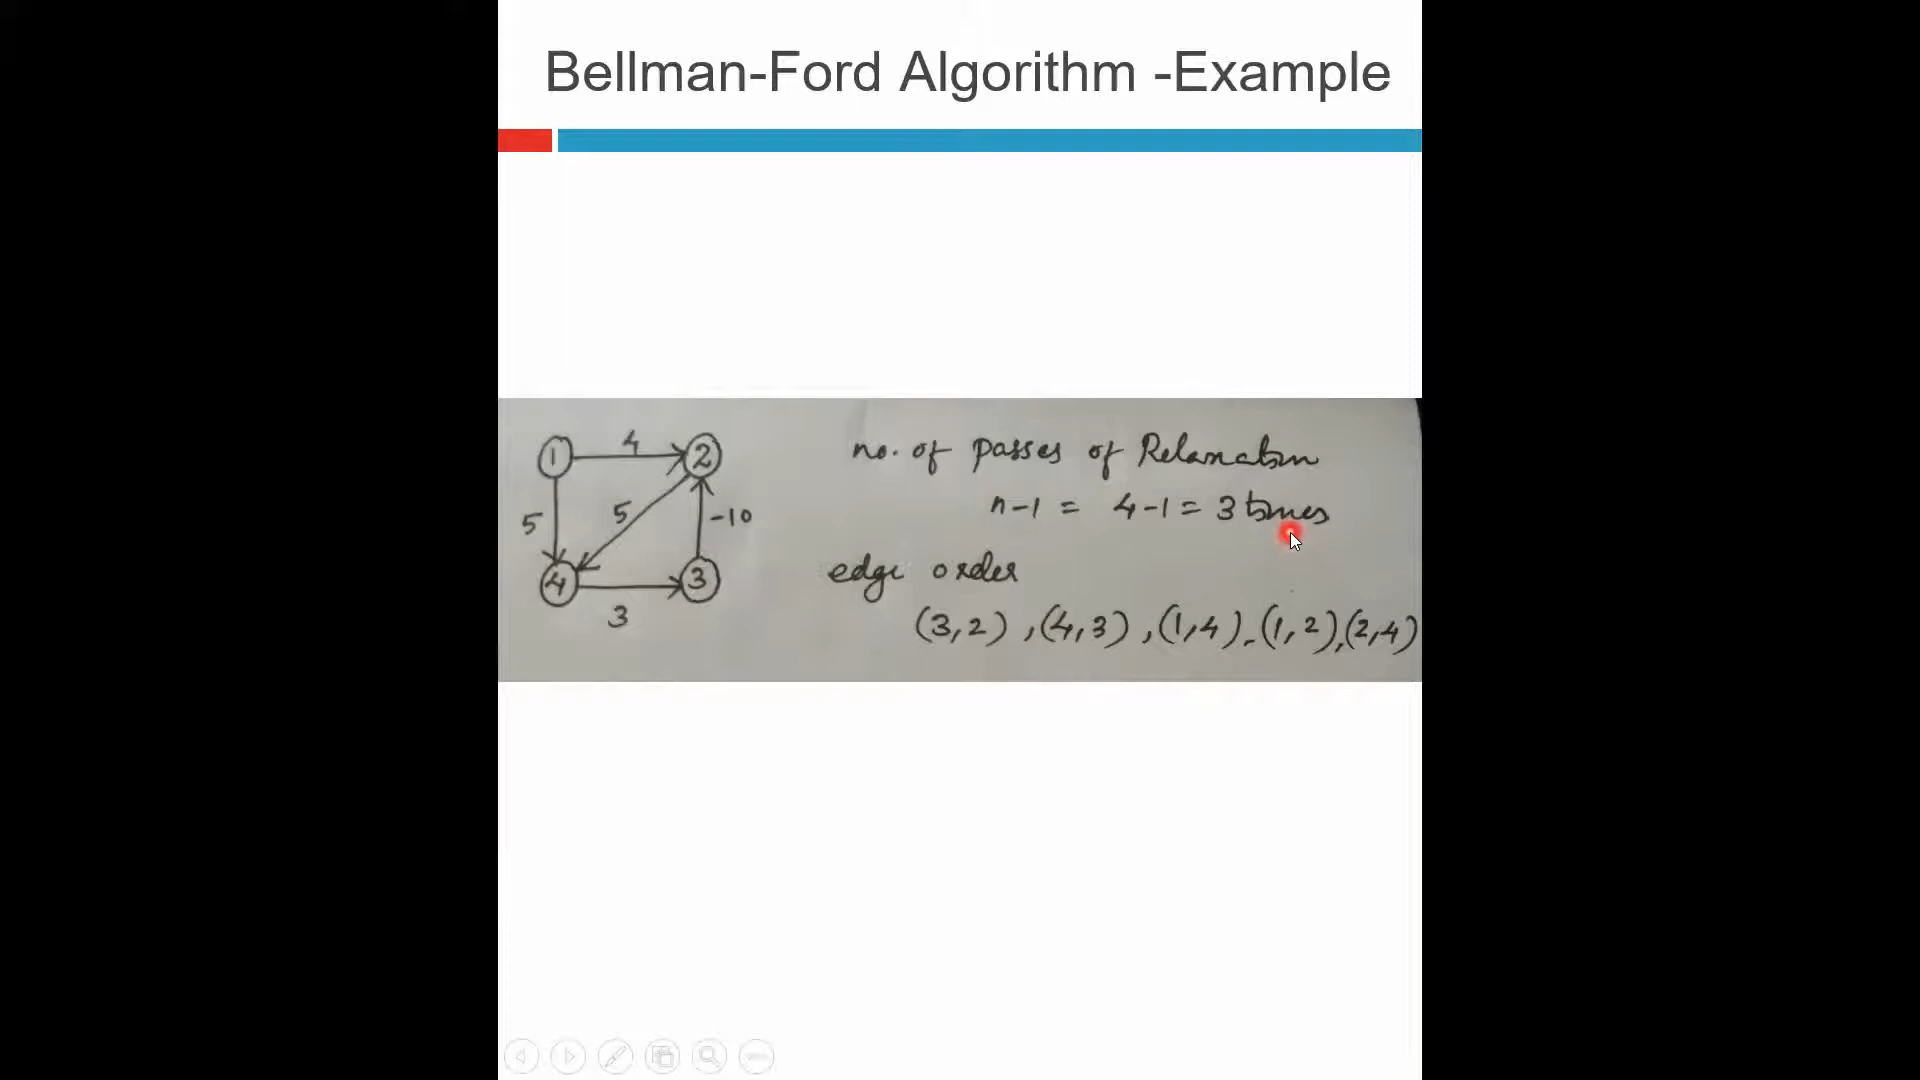 Bellman-Ford Algorithm -Example
no. of passes of Relaxation
n-1 = 4-1 = 3 times
edge order
(3,2) , (4,3) , (1,4) , (1,2) , (2,4)
1
4
2
5
5
-10
4
3
3